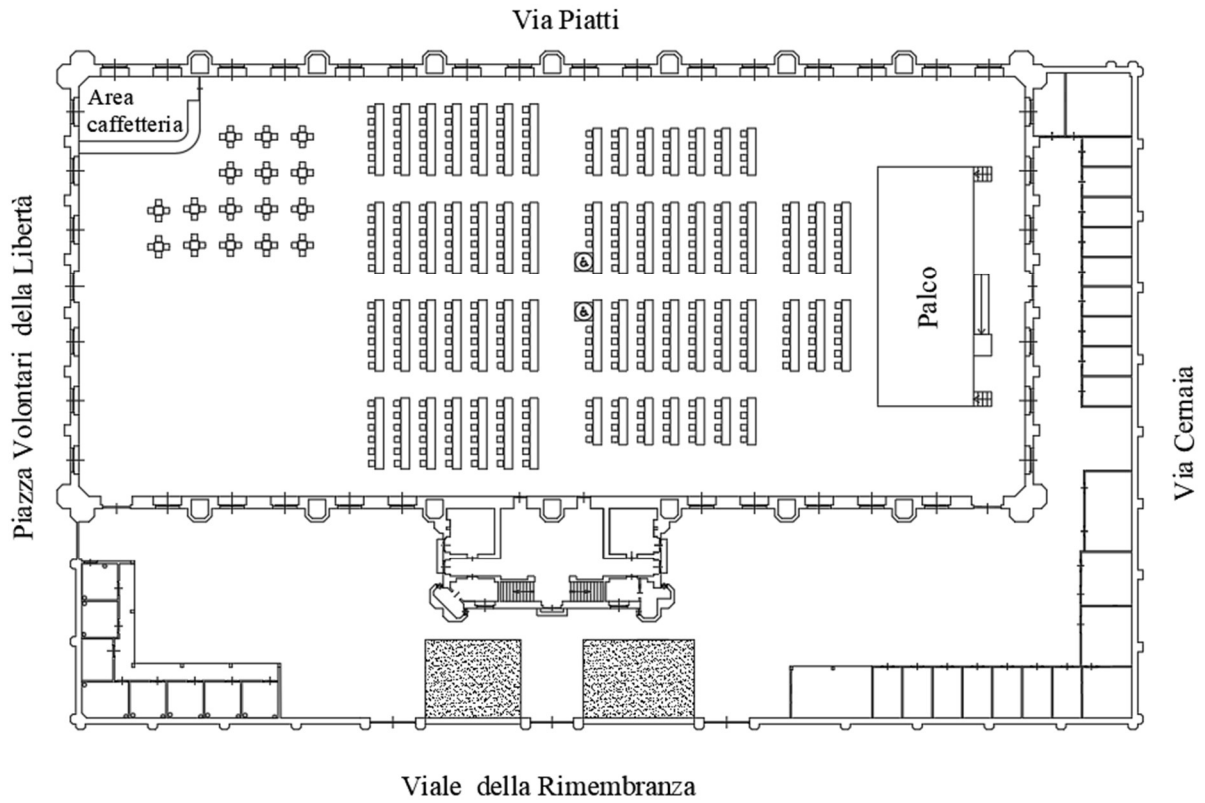 Via Piatti
Area
caffetteria
Piazza Volontari della Libertà
Palco
Via Cernaia
Viale della Rimembranza